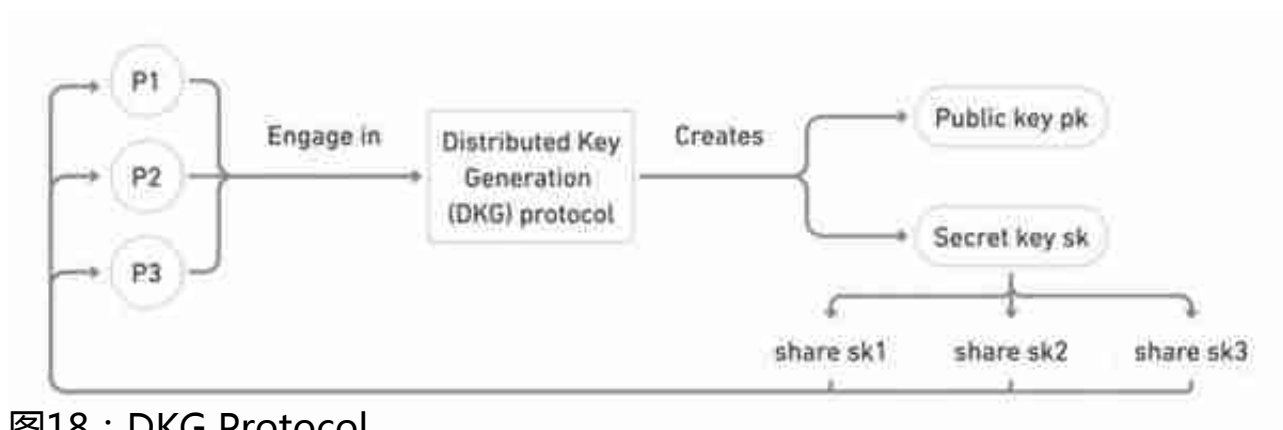 P1
Engage in
Creates
Public key pk
P2
Distributed Key
Generation
(DKG) protocol
P3
Secret key sk
share sk1
share sk2
share sk3
图18：DKG Protocol